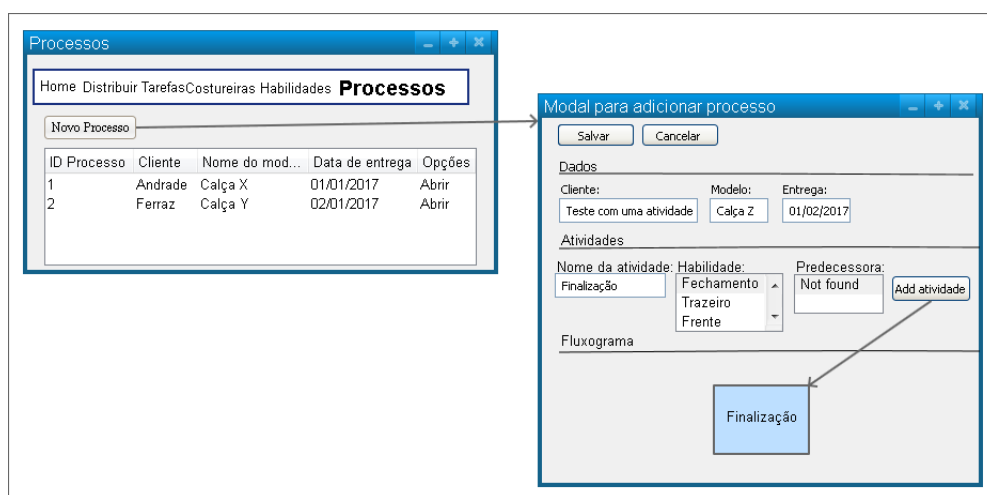 Processos
Home Distribuir Tarefas Costureiras Habilidades Processos
Novo Processo
ID Processo Cliente Nome do mod... Data de entrega Opções
1 Andrade Calça X 01/01/2017 Abrir
2 Ferraz Calça Y 02/01/2017 Abrir
Modal para adicionar processo
Salvar Cancelar
Dados
Cliente: Modelo: Entrega:
Teste com uma atividade Calça Z 01/02/2017
Atividades
Nome da atividade: Habilidade: Predecessora:
Finalização Fechamento Not found Add atividade
Trazeiro
Frente
Fluxograma
Finalização